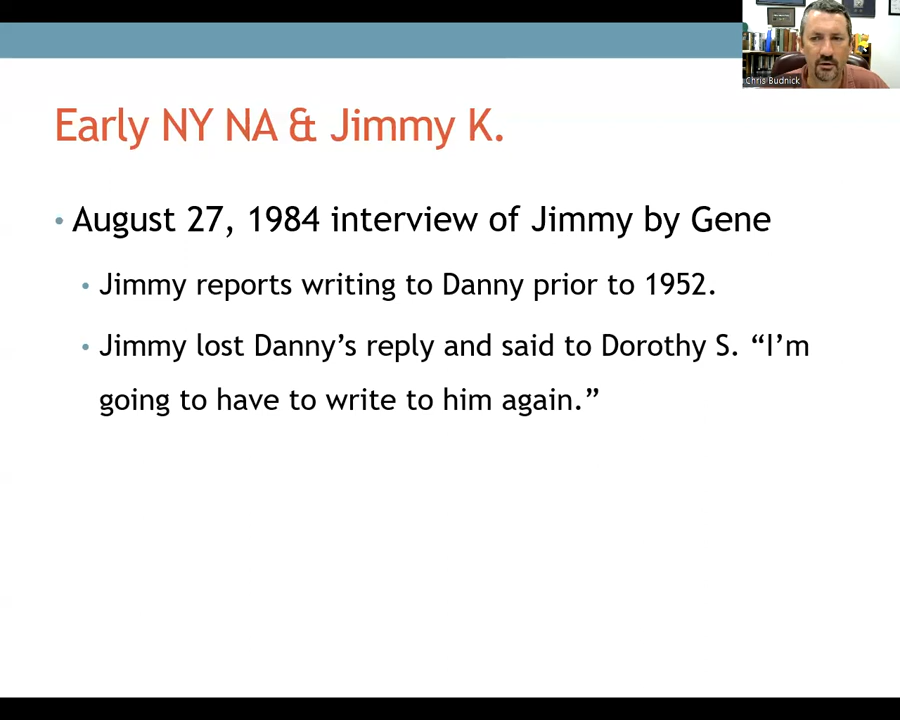 Chris Budnick
Early NY NA & Jimmy K.
• August 27, 1984 interview of Jimmy by Gene
• Jimmy reports writing to Danny prior to 1952.
• Jimmy lost Danny’s reply and said to Dorothy S. “I’m
going to have to write to him again.”